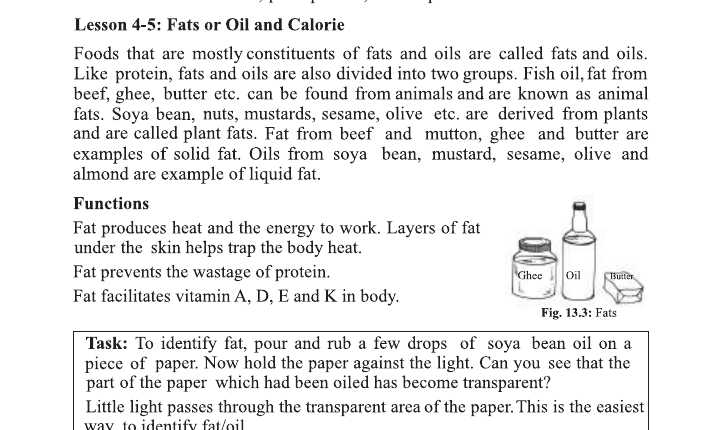 Lesson 4-5: Fats or Oil and Calorie
Foods that are mostly constituents of fats and oils are called fats and oils.
Like protein, fats and oils are also divided into two groups. Fish oil, fat from
beef, ghee, butter etc. can be found from animals and are known as animal
fats. Soya bean, nuts, mustards, sesame, olive etc. are derived from plants
and are called plant fats. Fat from beef and mutton, ghee and butter are
examples of solid fat. Oils from soya bean, mustard, sesame, olive and
almond are example of liquid fat.
Functions
Fat produces heat and the energy to work. Layers of fat
under the skin helps trap the body heat.
Fat prevents the wastage of protein.
Fat facilitates vitamin A, D, E and K in body.
Ghee Oil Butter
Fig. 13.3: Fats
Task: To identify fat, pour and rub a few drops of soya bean oil on a
piece of paper. Now hold the paper against the light. Can you see that the
part of the paper which had been oiled has become transparent?
Little light passes through the transparent area of the paper. This is the easiest
way to identify fat/oil